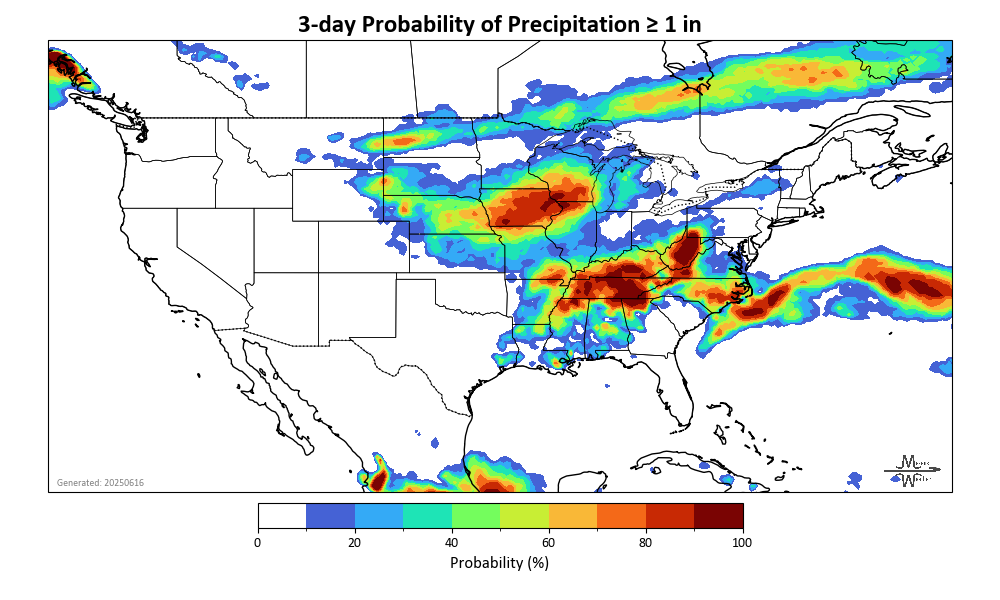 3-day Probability of Precipitation ≥ 1 in
Generated: 20250616
0 20 40 60 80 100
Probability (%)